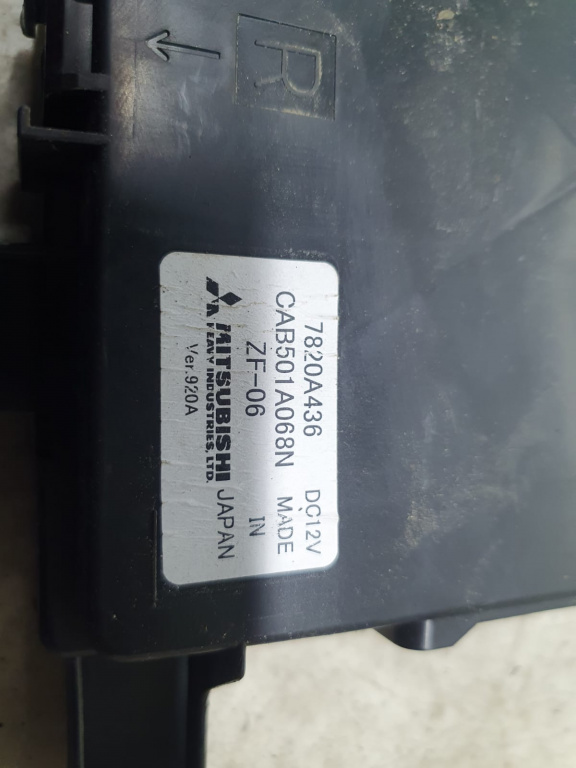 R
7820A436 DC12V
CAB501A068N MADE
ZF-06 IN
MITSUBISHI JAPAN
HEAVY INDUSTRIES, LTD.
Ver.920A